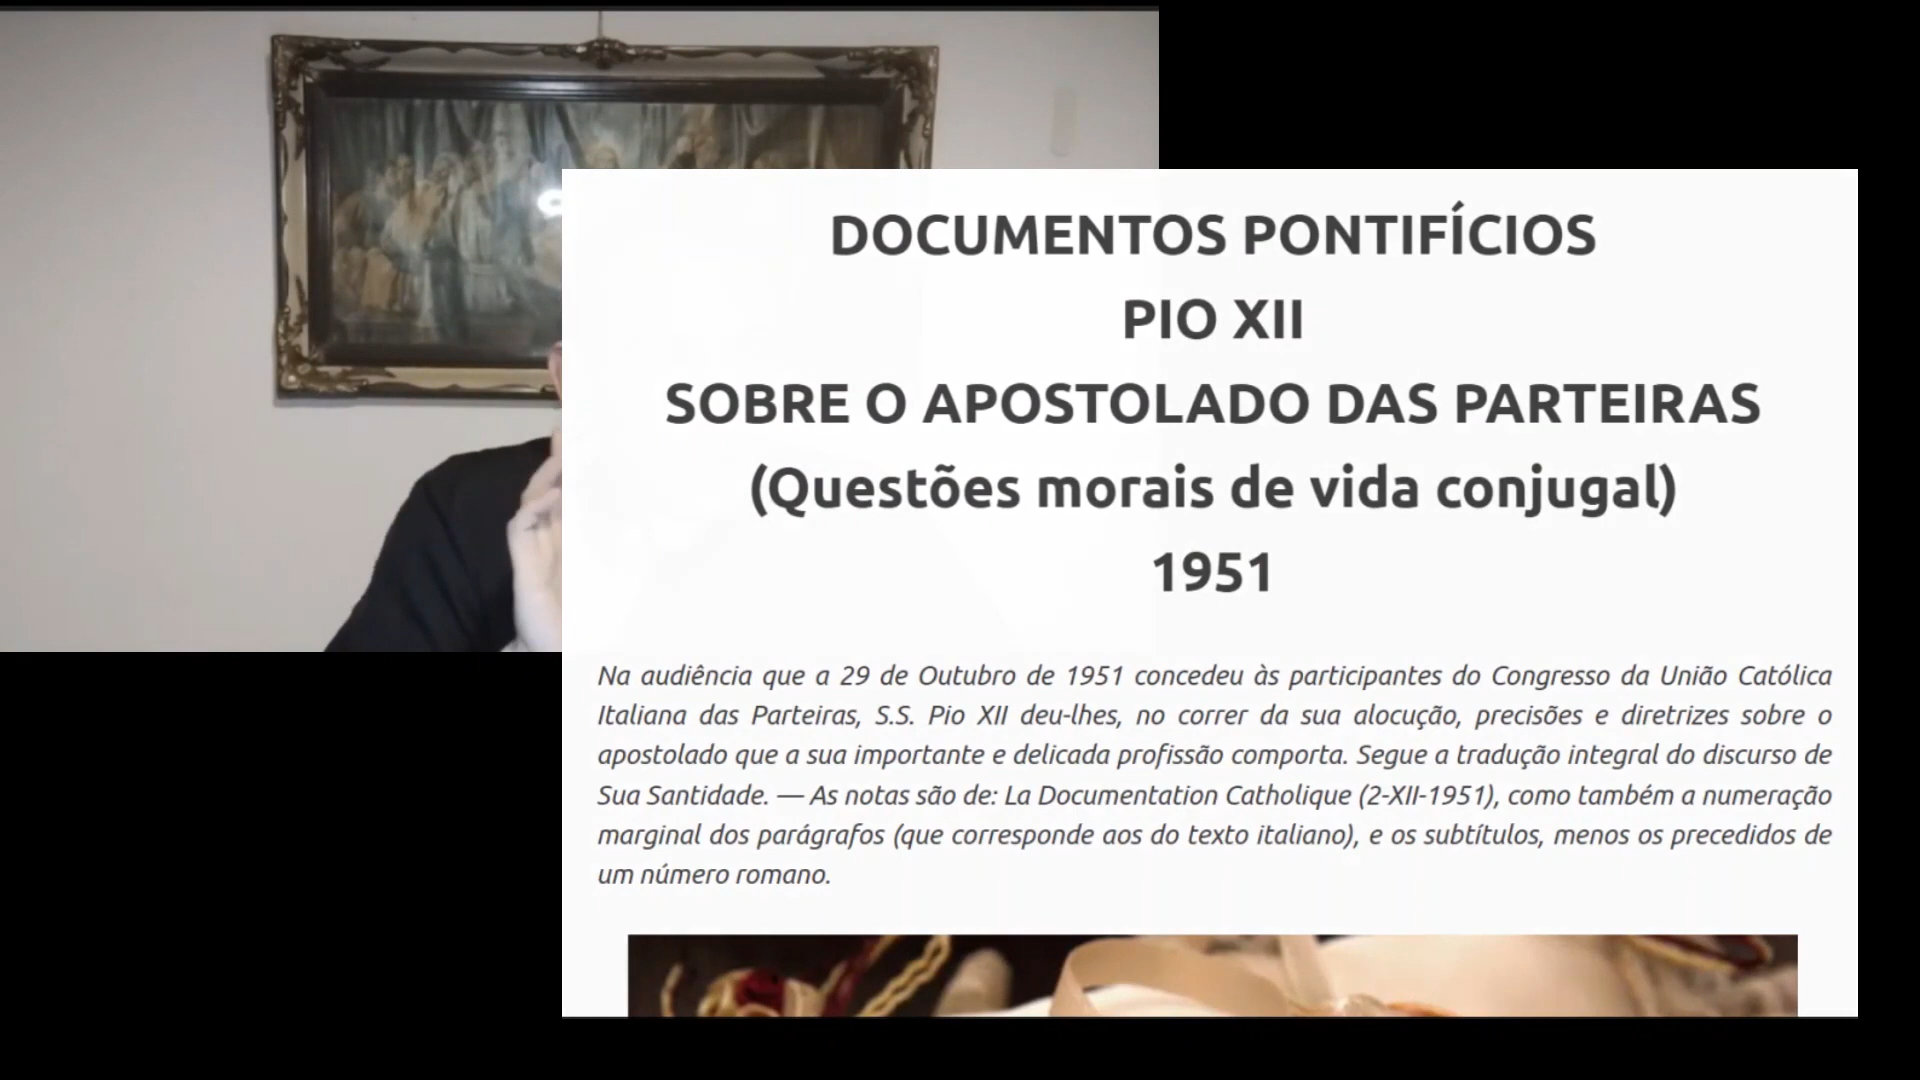 DOCUMENTOS PONTIFÍCIOS
PIO XII
SOBRE O APOSTOLADO DAS PARTEIRAS
(Questões morais de vida conjugal)
1951
Na audiência que a 29 de Outubro de 1951 concedeu às participantes do Congresso da União Católica
Italiana das Parteiras, S.S. Pio XII deu-lhes, no correr da sua alocução, precisões e diretrizes sobre o
apostolado que a sua importante e delicada profissão comporta. Segue a tradução integral do discurso de
Sua Santidade. — As notas são de: La Documentation Catholique (2-XII-1951), como também a numeração
marginal dos parágrafos (que corresponde aos do texto italiano), e os subtítulos, menos os precedidos de
um número romano.